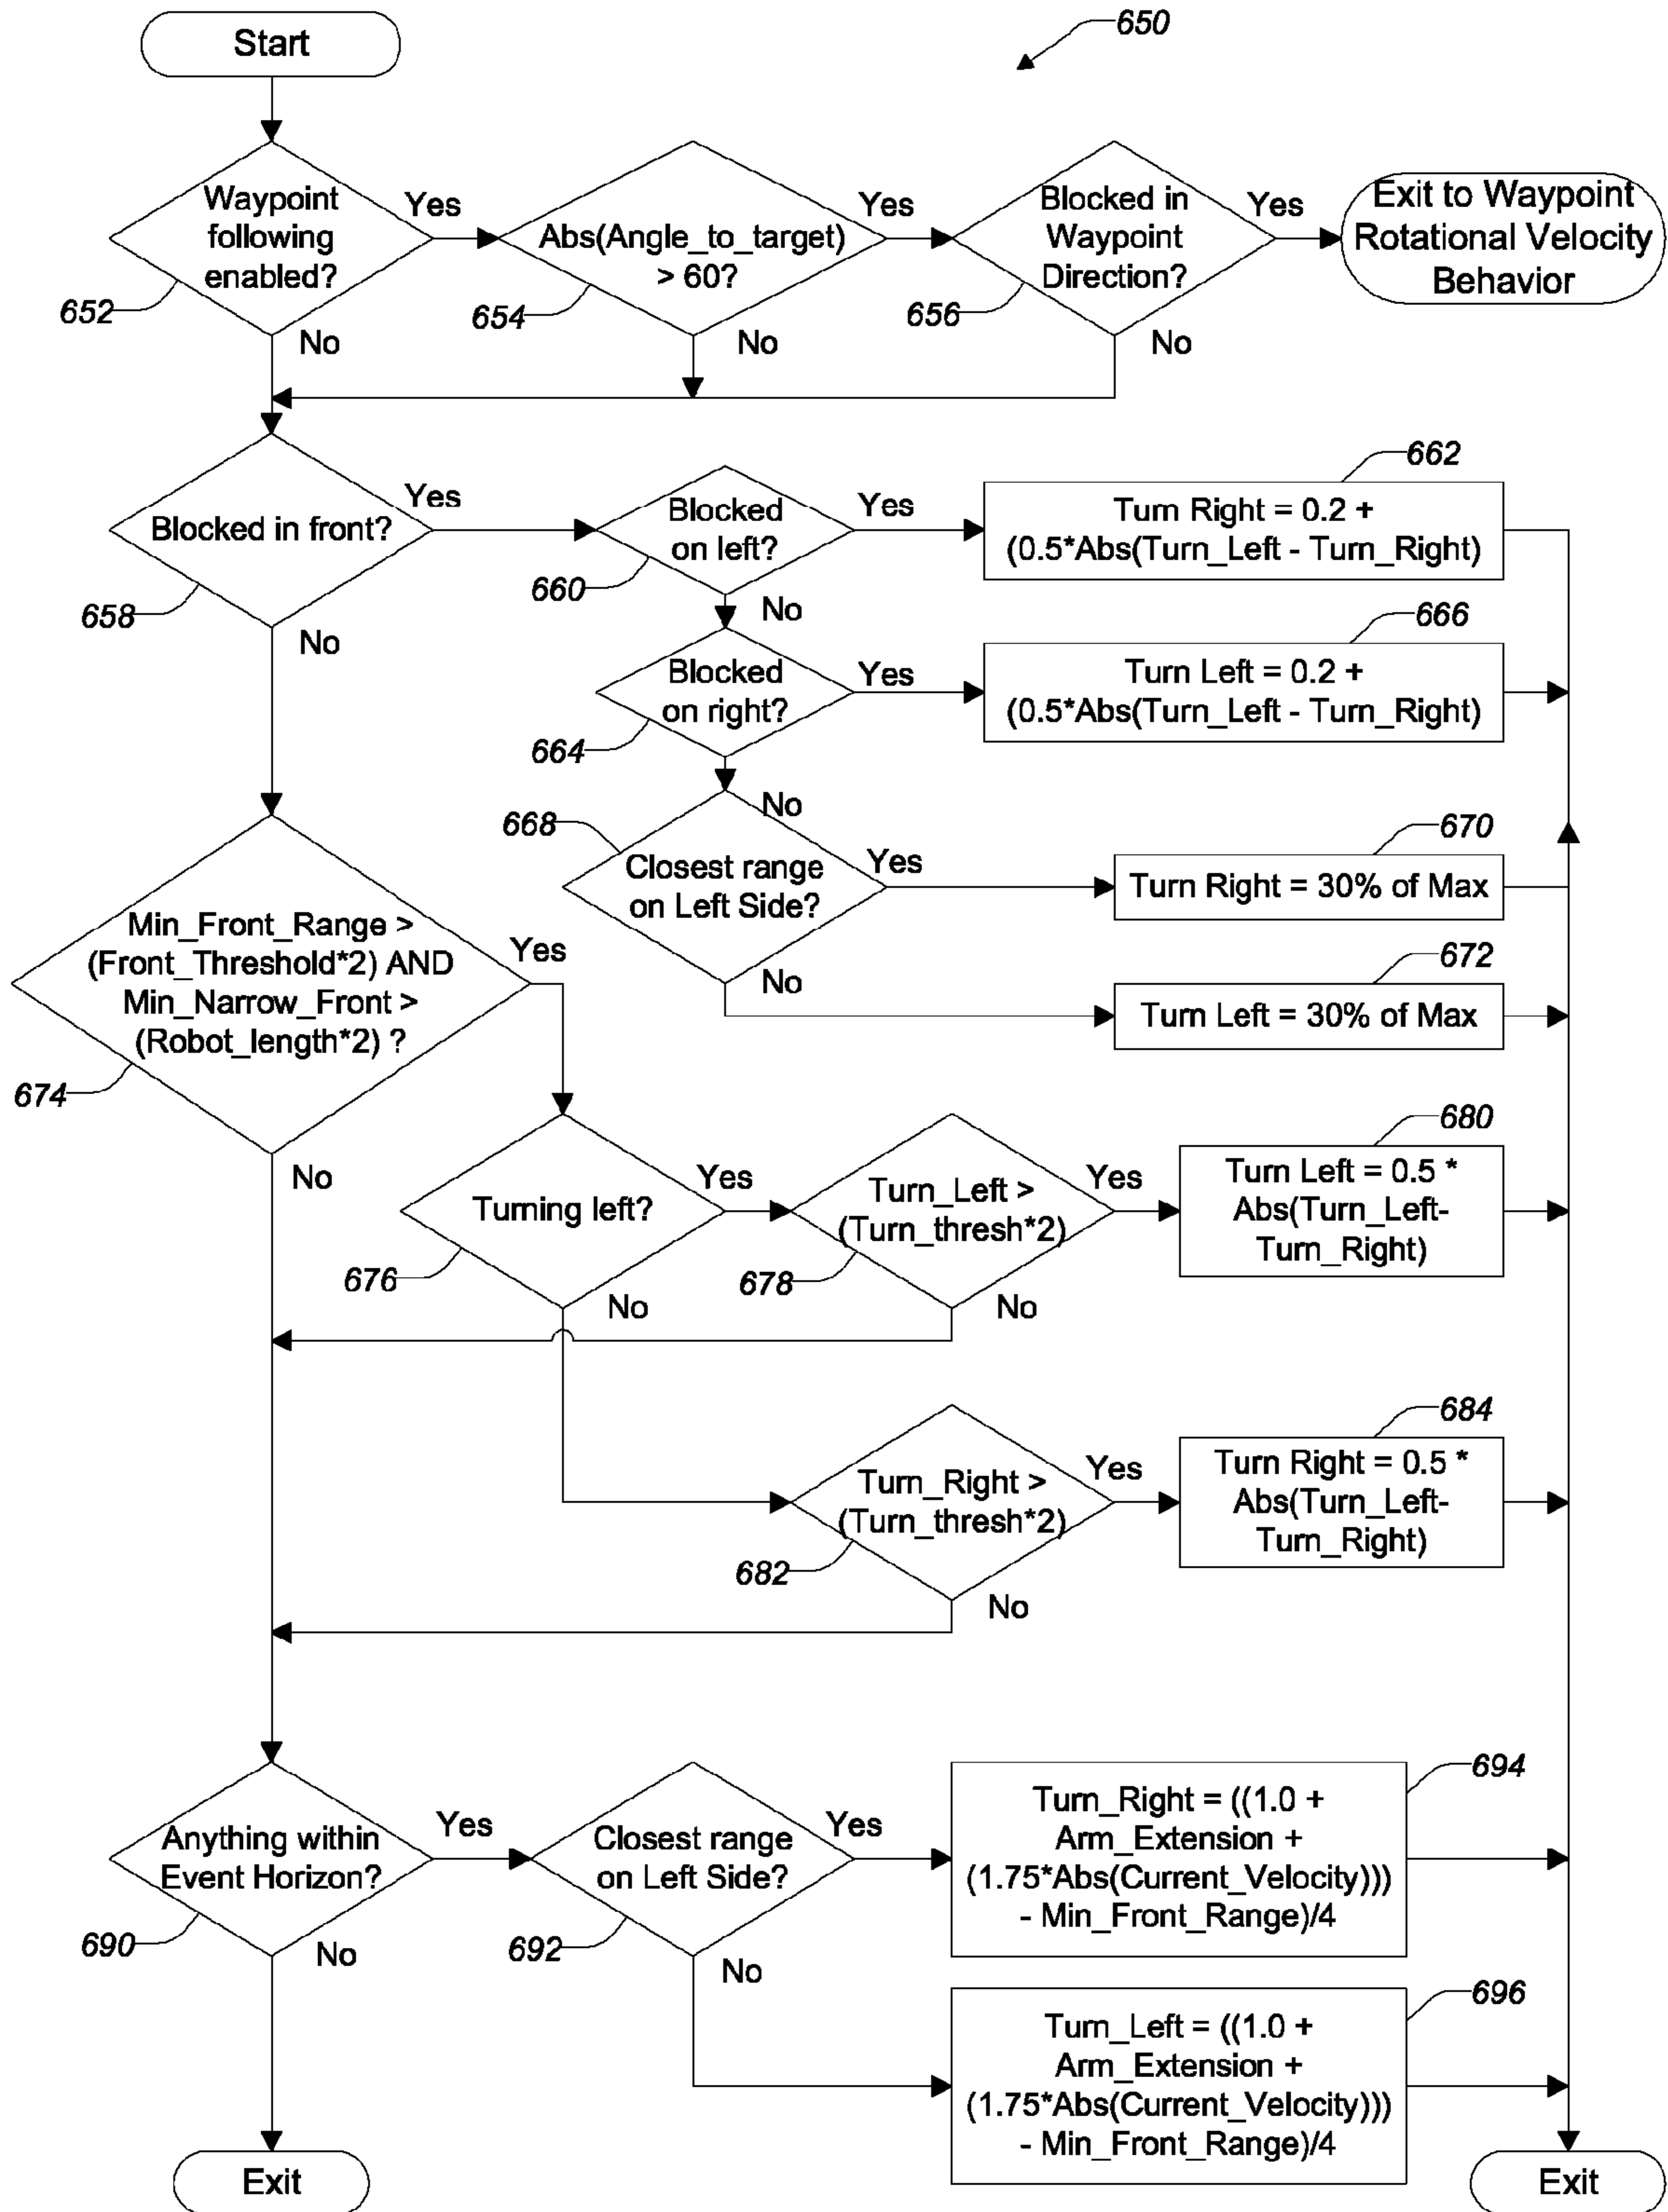 Start
650
Waypoint
following
enabled?
Yes
652
No
Abs(Angle_to_target)
> 60?
Yes
654
No
Blocked in
Waypoint
Direction?
Yes
656
No
Exit to Waypoint
Rotational Velocity
Behavior
Blocked in front?
Yes
658
No
Blocked
on left?
Yes
660
No
662
Turn Right = 0.2 +
(0.5*Abs(Turn_Left - Turn_Right)
Blocked
on right?
Yes
664
No
666
Turn Left = 0.2 +
(0.5*Abs(Turn_Left - Turn_Right)
668
Closest range
on Left Side?
Yes
No
670
Turn Right = 30% of Max
672
Turn Left = 30% of Max
Min_Front_Range >
(Front_Threshold*2) AND
Min_Narrow_Front >
(Robot_length*2) ?
Yes
674
No
Turning left?
Yes
676
No
Turn_Left >
(Turn_thresh*2)
Yes
678
No
680
Turn Left = 0.5 *
Abs(Turn_Left-
Turn_Right)
Turn_Right >
(Turn_thresh*2)
Yes
682
No
684
Turn Right = 0.5 *
Abs(Turn_Left-
Turn_Right)
Anything within
Event Horizon?
Yes
690
No
Closest range
on Left Side?
Yes
692
No
694
Turn_Right = ((1.0 +
Arm_Extension +
(1.75*Abs(Current_Velocity)))
- Min_Front_Range)/4
696
Turn_Left = ((1.0 +
Arm_Extension +
(1.75*Abs(Current_Velocity)))
- Min_Front_Range)/4
Exit
Exit